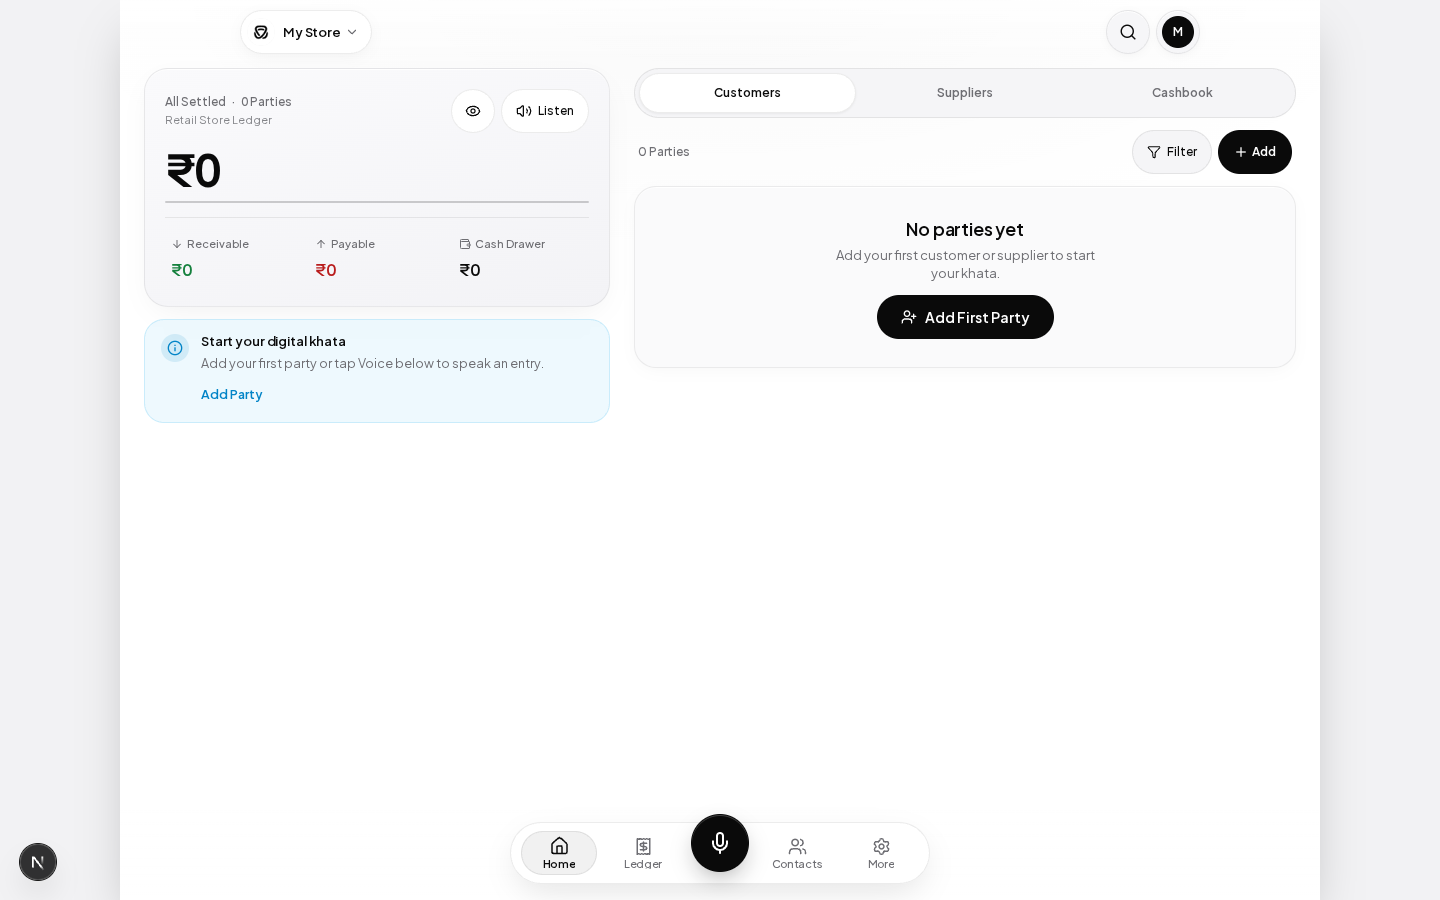 My Store
M
All Settled · 0 Parties
Retail Store Ledger
Listen
₹0
Receivable
₹0
Payable
₹0
Cash Drawer
₹0
Start your digital khata
Add your first party or tap Voice below to speak an entry.
Add Party
Customers
Suppliers
Cashbook
0 Parties
Filter
Add
No parties yet
Add your first customer or supplier to start
your khata.
Add First Party
N
Home
Ledger
Contacts
More